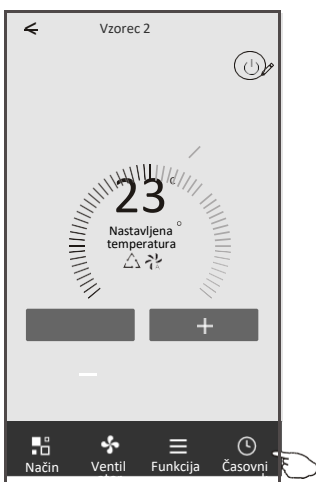 Vzorec 2
23 °C
Nastavljena
temperatura
A
+
Način
Ventil
Funkcija
Časovni